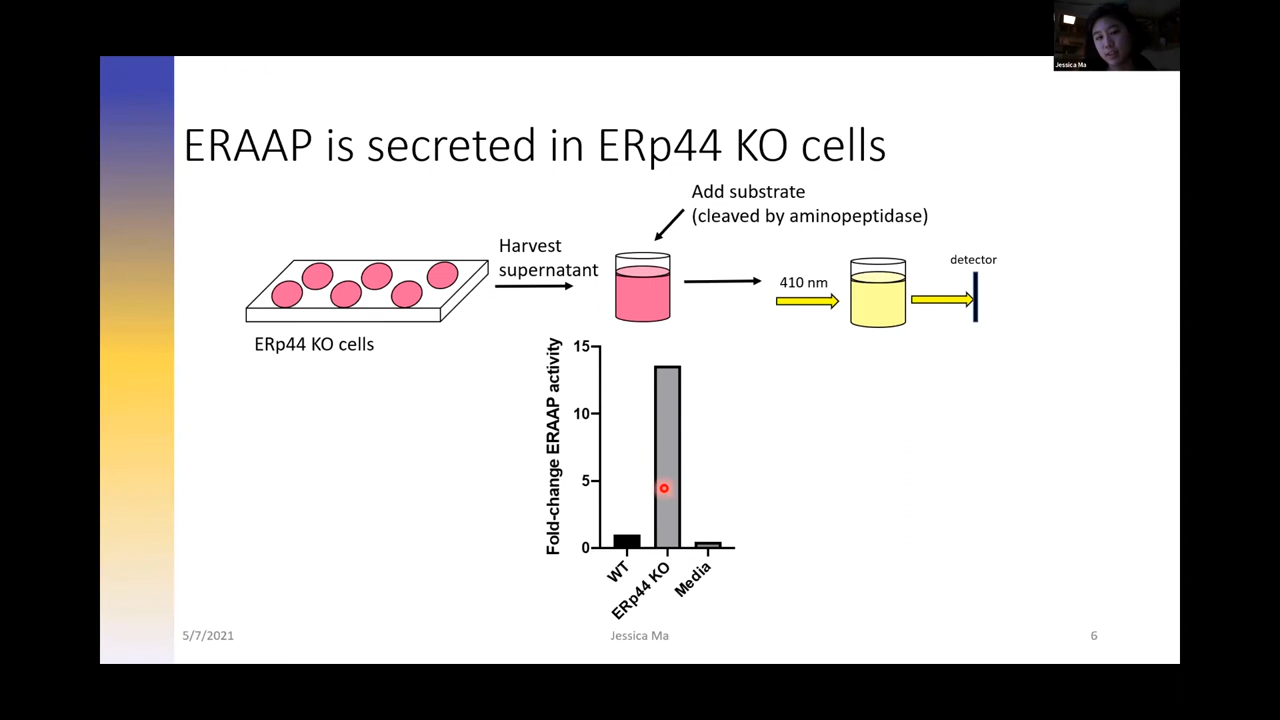 Jessica Ma
ERAAP is secreted in ERp44 KO cells
Add substrate
(cleaved by aminopeptidase)
Harvest
supernatant
410 nm
detector
ERp44 KO cells
Fold-change ERAAP activity
15
10
5
0
WT
ERp44 KO
Media
5/7/2021
Jessica Ma
6